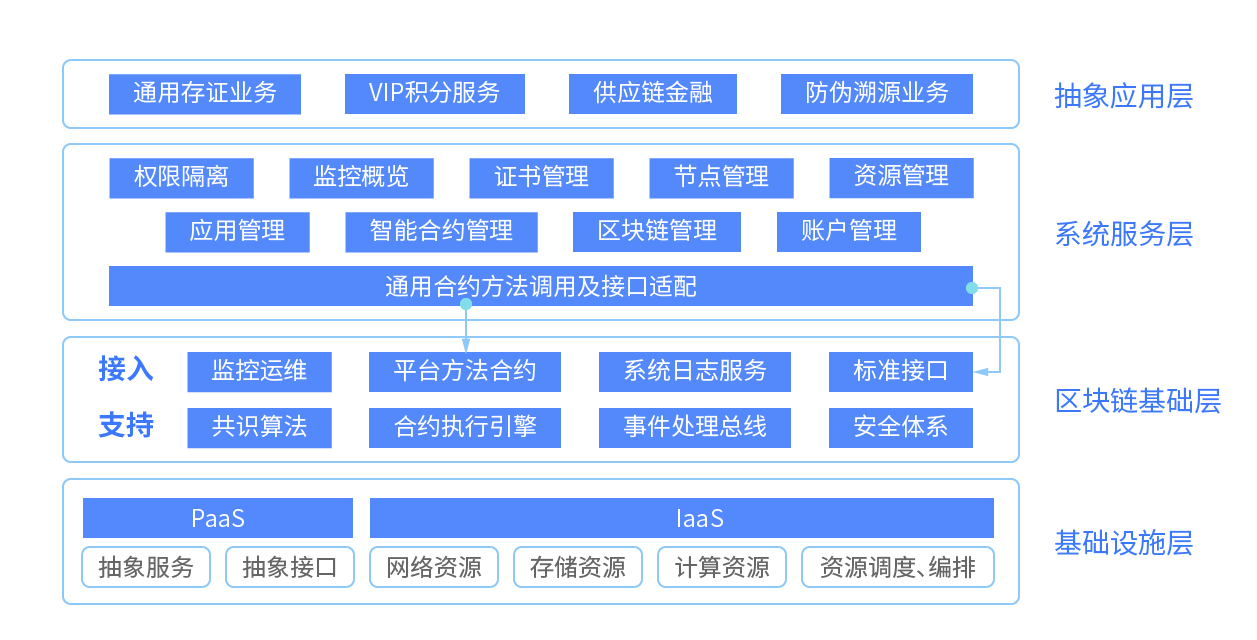 通用存证业务
VIP积分服务
供应链金融
防伪溯源业务
抽象应用层
权限隔离
监控概览
证书管理
节点管理
资源管理
应用管理
智能合约管理
区块链管理
账户管理
通用合约方法调用及接口适配
系统服务层
接入
监控运维
平台方法合约
系统日志服务
标准接口
支持
共识算法
合约执行引擎
事件处理总线
安全体系
区块链基础层
PaaS
IaaS
抽象服务
抽象接口
网络资源
存储资源
计算资源
资源调度、编排
基础设施层